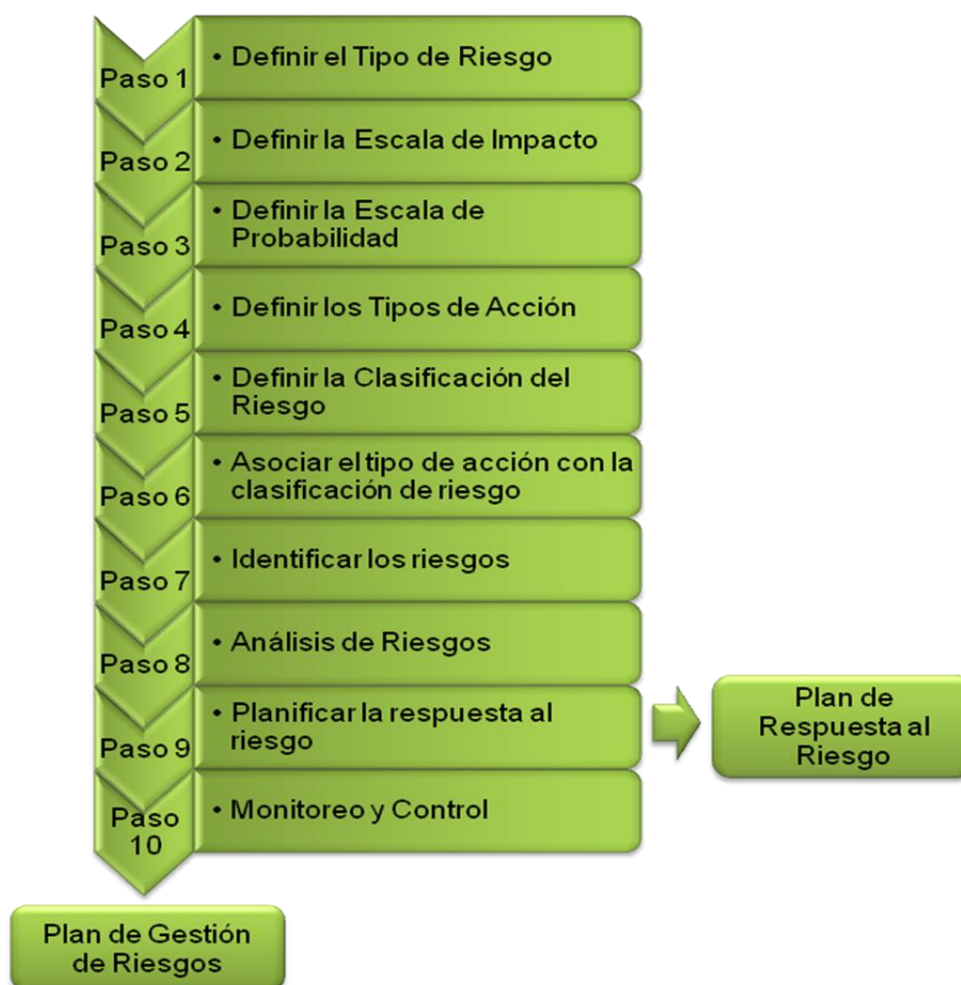 Paso 1
• Definir el Tipo de Riesgo
Paso 2
• Definir la Escala de Impacto
Paso 3
• Definir la Escala de
Probabilidad
Paso 4
• Definir los Tipos de Acción
Paso 5
• Definir la Clasificación del
Riesgo
Paso 6
• Asociar el tipo de acción con la
clasificación de riesgo
Paso 7
• Identificar los riesgos
Paso 8
• Análisis de Riesgos
Paso 9
• Planificar la respuesta al
riesgo
Plan de
Respuesta al
Riesgo
Paso
10
• Monitoreo y Control
Plan de Gestión
de Riesgos